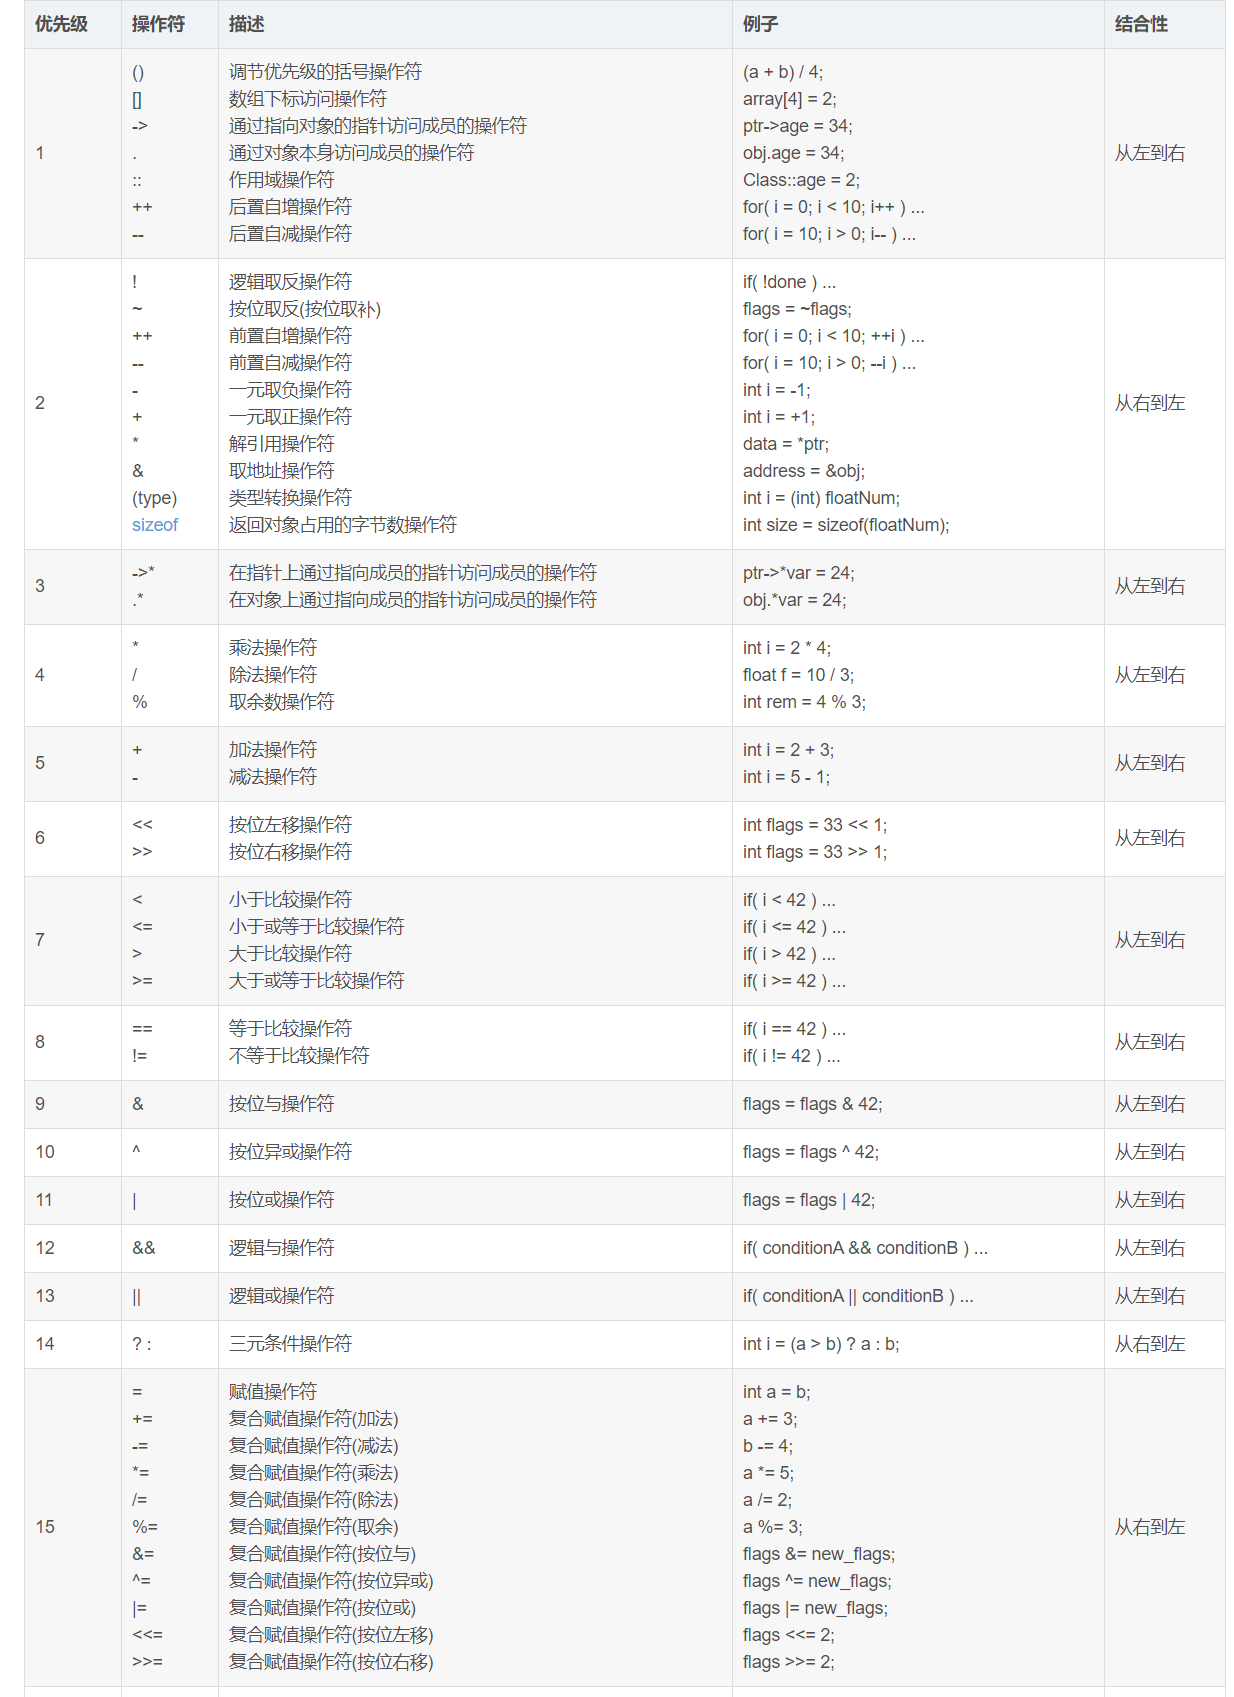 优先级 操作符 描述 例子 结合性
() 调节优先级的括号操作符 (a + b) / 4;
[] 数组下标访问操作符 array[4] = 2;
-> 通过指向对象的指针访问成员的操作符 ptr->age = 34;
1 . 通过对象本身访问成员的操作符 obj.age = 34; 从左到右
:: 作用域操作符 Class::age = 2;
++ 后置自增操作符 for( i = 0; i < 10; i++ ) ...
-- 后置自减操作符 for( i = 10; i > 0; i-- ) ...
! 逻辑取反操作符 if( !done ) ...
~ 按位取反(按位取补) flags = ~flags;
++ 前置自增操作符 for( i = 0; i < 10; ++i ) ...
-- 前置自减操作符 for( i = 10; i > 0; --i ) ...
2 - 一元取负操作符 int i = -1; 从右到左
+ 一元取正操作符 int i = +1;
* 解引用操作符 data = *ptr;
& 取地址操作符 address = &obj;
(type) 类型转换操作符 int i = (int) floatNum;
sizeof 返回对象占用的字节数操作符 int size = sizeof(floatNum);
3 ->* 在指针上通过指向成员的指针访问成员的操作符 ptr->*var = 24; 从左到右
.* 在对象上通过指向成员的指针访问成员的操作符 obj.*var = 24;
* 乘法操作符 int i = 2 * 4;
4 / 除法操作符 float f = 10 / 3; 从左到右
% 取余数操作符 int rem = 4 % 3;
5 + 加法操作符 int i = 2 + 3; 从左到右
- 减法操作符 int i = 5 - 1;
6 << 按位左移操作符 int flags = 33 << 1; 从左到右
>> 按位右移操作符 int flags = 33 >> 1;
< 小于比较操作符 if( i < 42 ) ...
7 <= 小于或等于比较操作符 if( i <= 42 ) ... 从左到右
> 大于比较操作符 if( i > 42 ) ...
>= 大于或等于比较操作符 if( i >= 42 ) ...
8 == 等于比较操作符 if( i == 42 ) ... 从左到右
!= 不等于比较操作符 if( i != 42 ) ...
9 & 按位与操作符 flags = flags & 42; 从左到右
10 ^ 按位异或操作符 flags = flags ^ 42; 从左到右
11 | 按位或操作符 flags = flags | 42; 从左到右
12 && 逻辑与操作符 if( conditionA && conditionB ) ... 从左到右
13 || 逻辑或操作符 if( conditionA || conditionB ) ... 从左到右
14 ? : 三元条件操作符 int i = (a > b) ? a : b; 从右到左
= 赋值操作符 int a = b;
+= 复合赋值操作符(加法) a += 3;
-= 复合赋值操作符(减法) b -= 4;
*= 复合赋值操作符(乘法) a *= 5;
/= 复合赋值操作符(除法) a /= 2;
15 %= 复合赋值操作符(取余) a %= 3; 从右到左
&= 复合赋值操作符(按位与) flags &= new_flags;
^= 复合赋值操作符(按位异或) flags ^= new_flags;
|= 复合赋值操作符(按位或) flags |= new_flags;
<<= 复合赋值操作符(按位左移) flags <<= 2;
>>= 复合赋值操作符(按位右移) flags >>= 2;